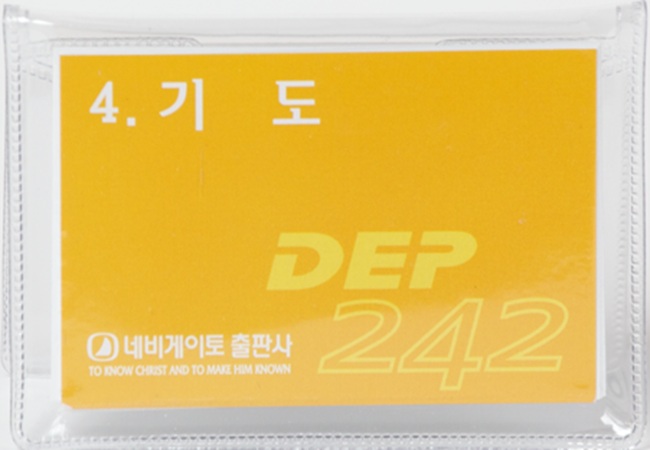 4. 기 도
DEP
242
네비게이토 출판사
TO KNOW CHRIST AND TO MAKE HIM KNOWN